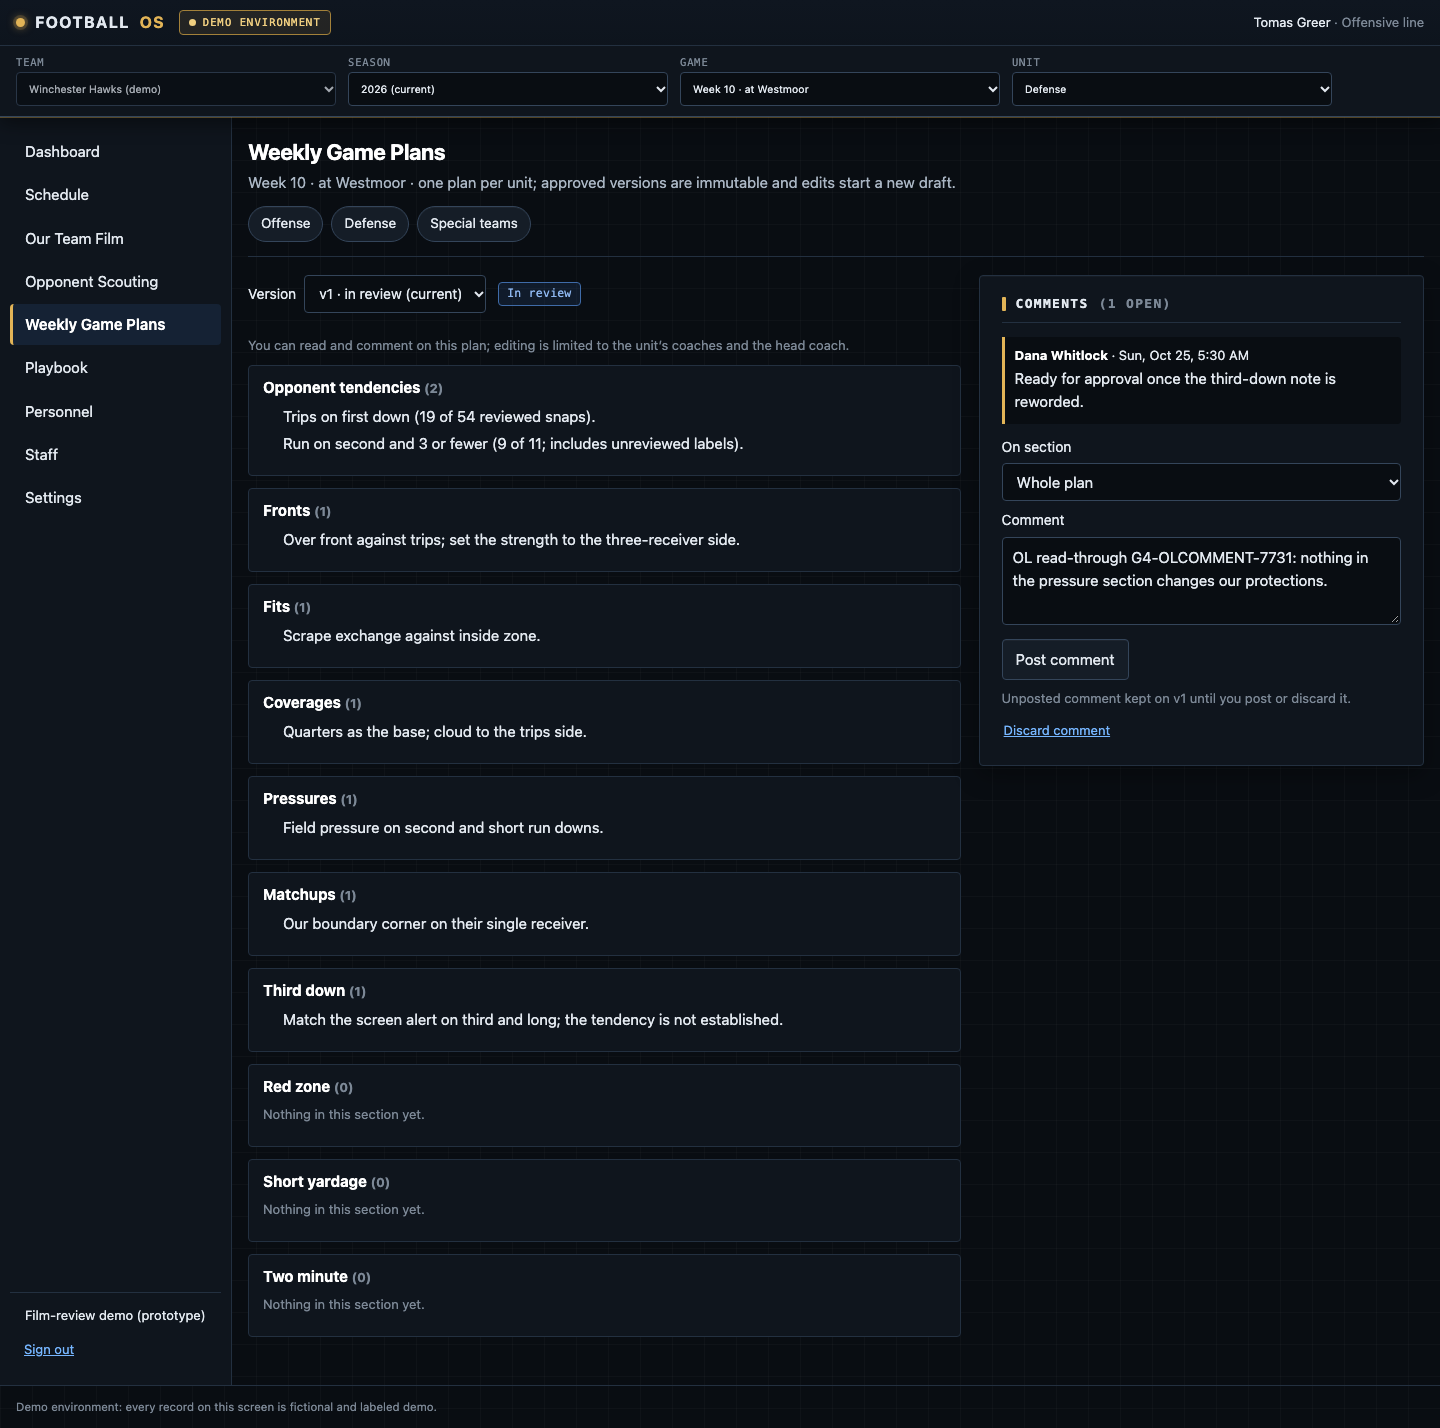 FOOTBALL OS
DEMO ENVIRONMENT
Tomas Greer · Offensive line
TEAM
Winchester Hawks (demo)
SEASON
2026 (current)
GAME
Week 10 · at Westmoor
UNIT
Defense
Dashboard
Schedule
Our Team Film
Opponent Scouting
Weekly Game Plans
Playbook
Personnel
Staff
Settings
Film-review demo (prototype)
Sign out
Weekly Game Plans
Week 10 · at Westmoor · one plan per unit; approved versions are immutable and edits start a new draft.
Offense
Defense
Special teams
Version
v1 · in review (current)
In review
You can read and comment on this plan; editing is limited to the unit's coaches and the head coach.
Opponent tendencies (2)
Trips on first down (19 of 54 reviewed snaps).
Run on second and 3 or fewer (9 of 11; includes unreviewed labels).
Fronts (1)
Over front against trips; set the strength to the three-receiver side.
Fits (1)
Scrape exchange against inside zone.
Coverages (1)
Quarters as the base; cloud to the trips side.
Pressures (1)
Field pressure on second and short run downs.
Matchups (1)
Our boundary corner on their single receiver.
Third down (1)
Match the screen alert on third and long; the tendency is not established.
Red zone (0)
Nothing in this section yet.
Short yardage (0)
Nothing in this section yet.
Two minute (0)
Nothing in this section yet.
COMMENTS (1 OPEN)
Dana Whitlock · Sun, Oct 25, 5:30 AM
Ready for approval once the third-down note is
reworded.
On section
Whole plan
Comment
OL read-through G4-OLCOMMENT-7731: nothing in
the pressure section changes our protections.
Post comment
Unposted comment kept on v1 until you post or discard it.
Discard comment
Demo environment: every record on this screen is fictional and labeled demo.